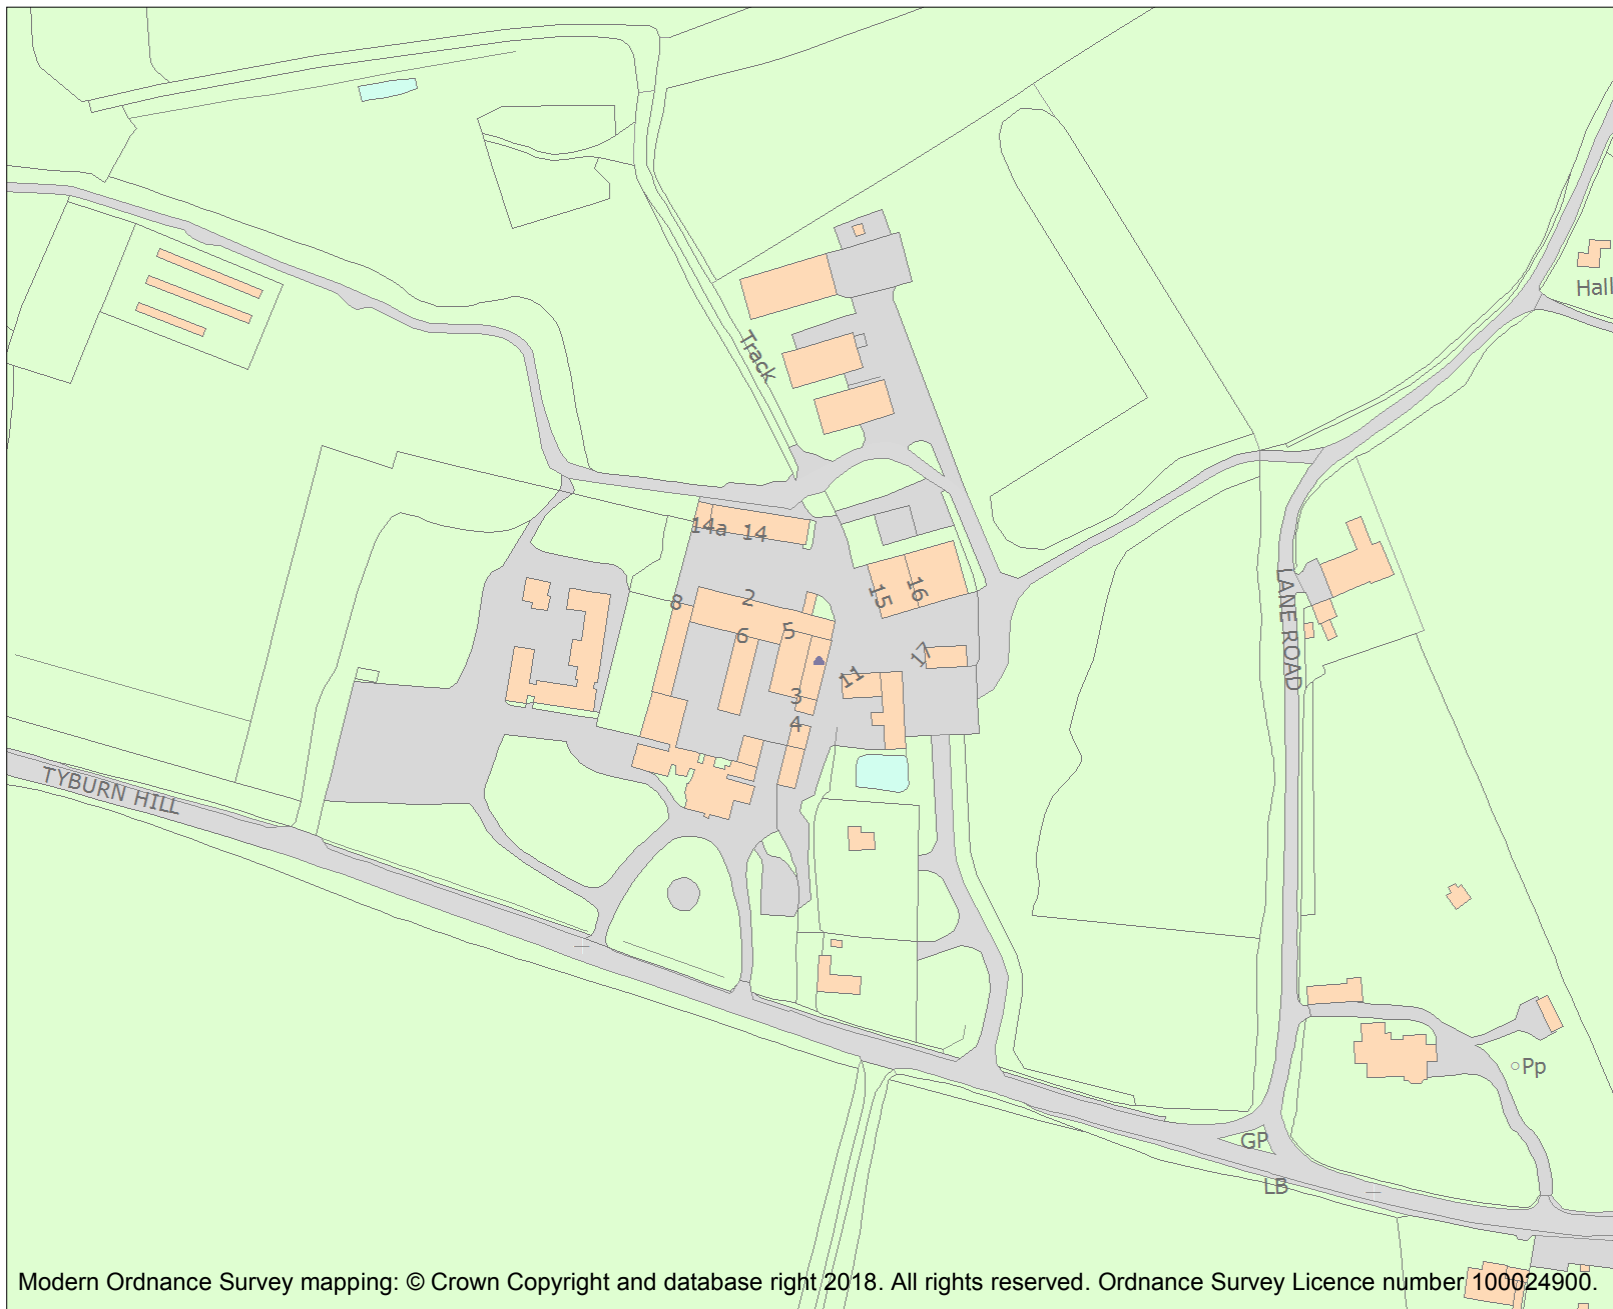 Hall
Track
14a 14
15
16
LANE ROAD
8
2
6
5
17
11
3
4
TYBURN HILL
Pp
GP
LB
Modern Ordnance Survey mapping: © Crown Copyright and database right 2018. All rights reserved. Ordnance Survey Licence number 100024900.